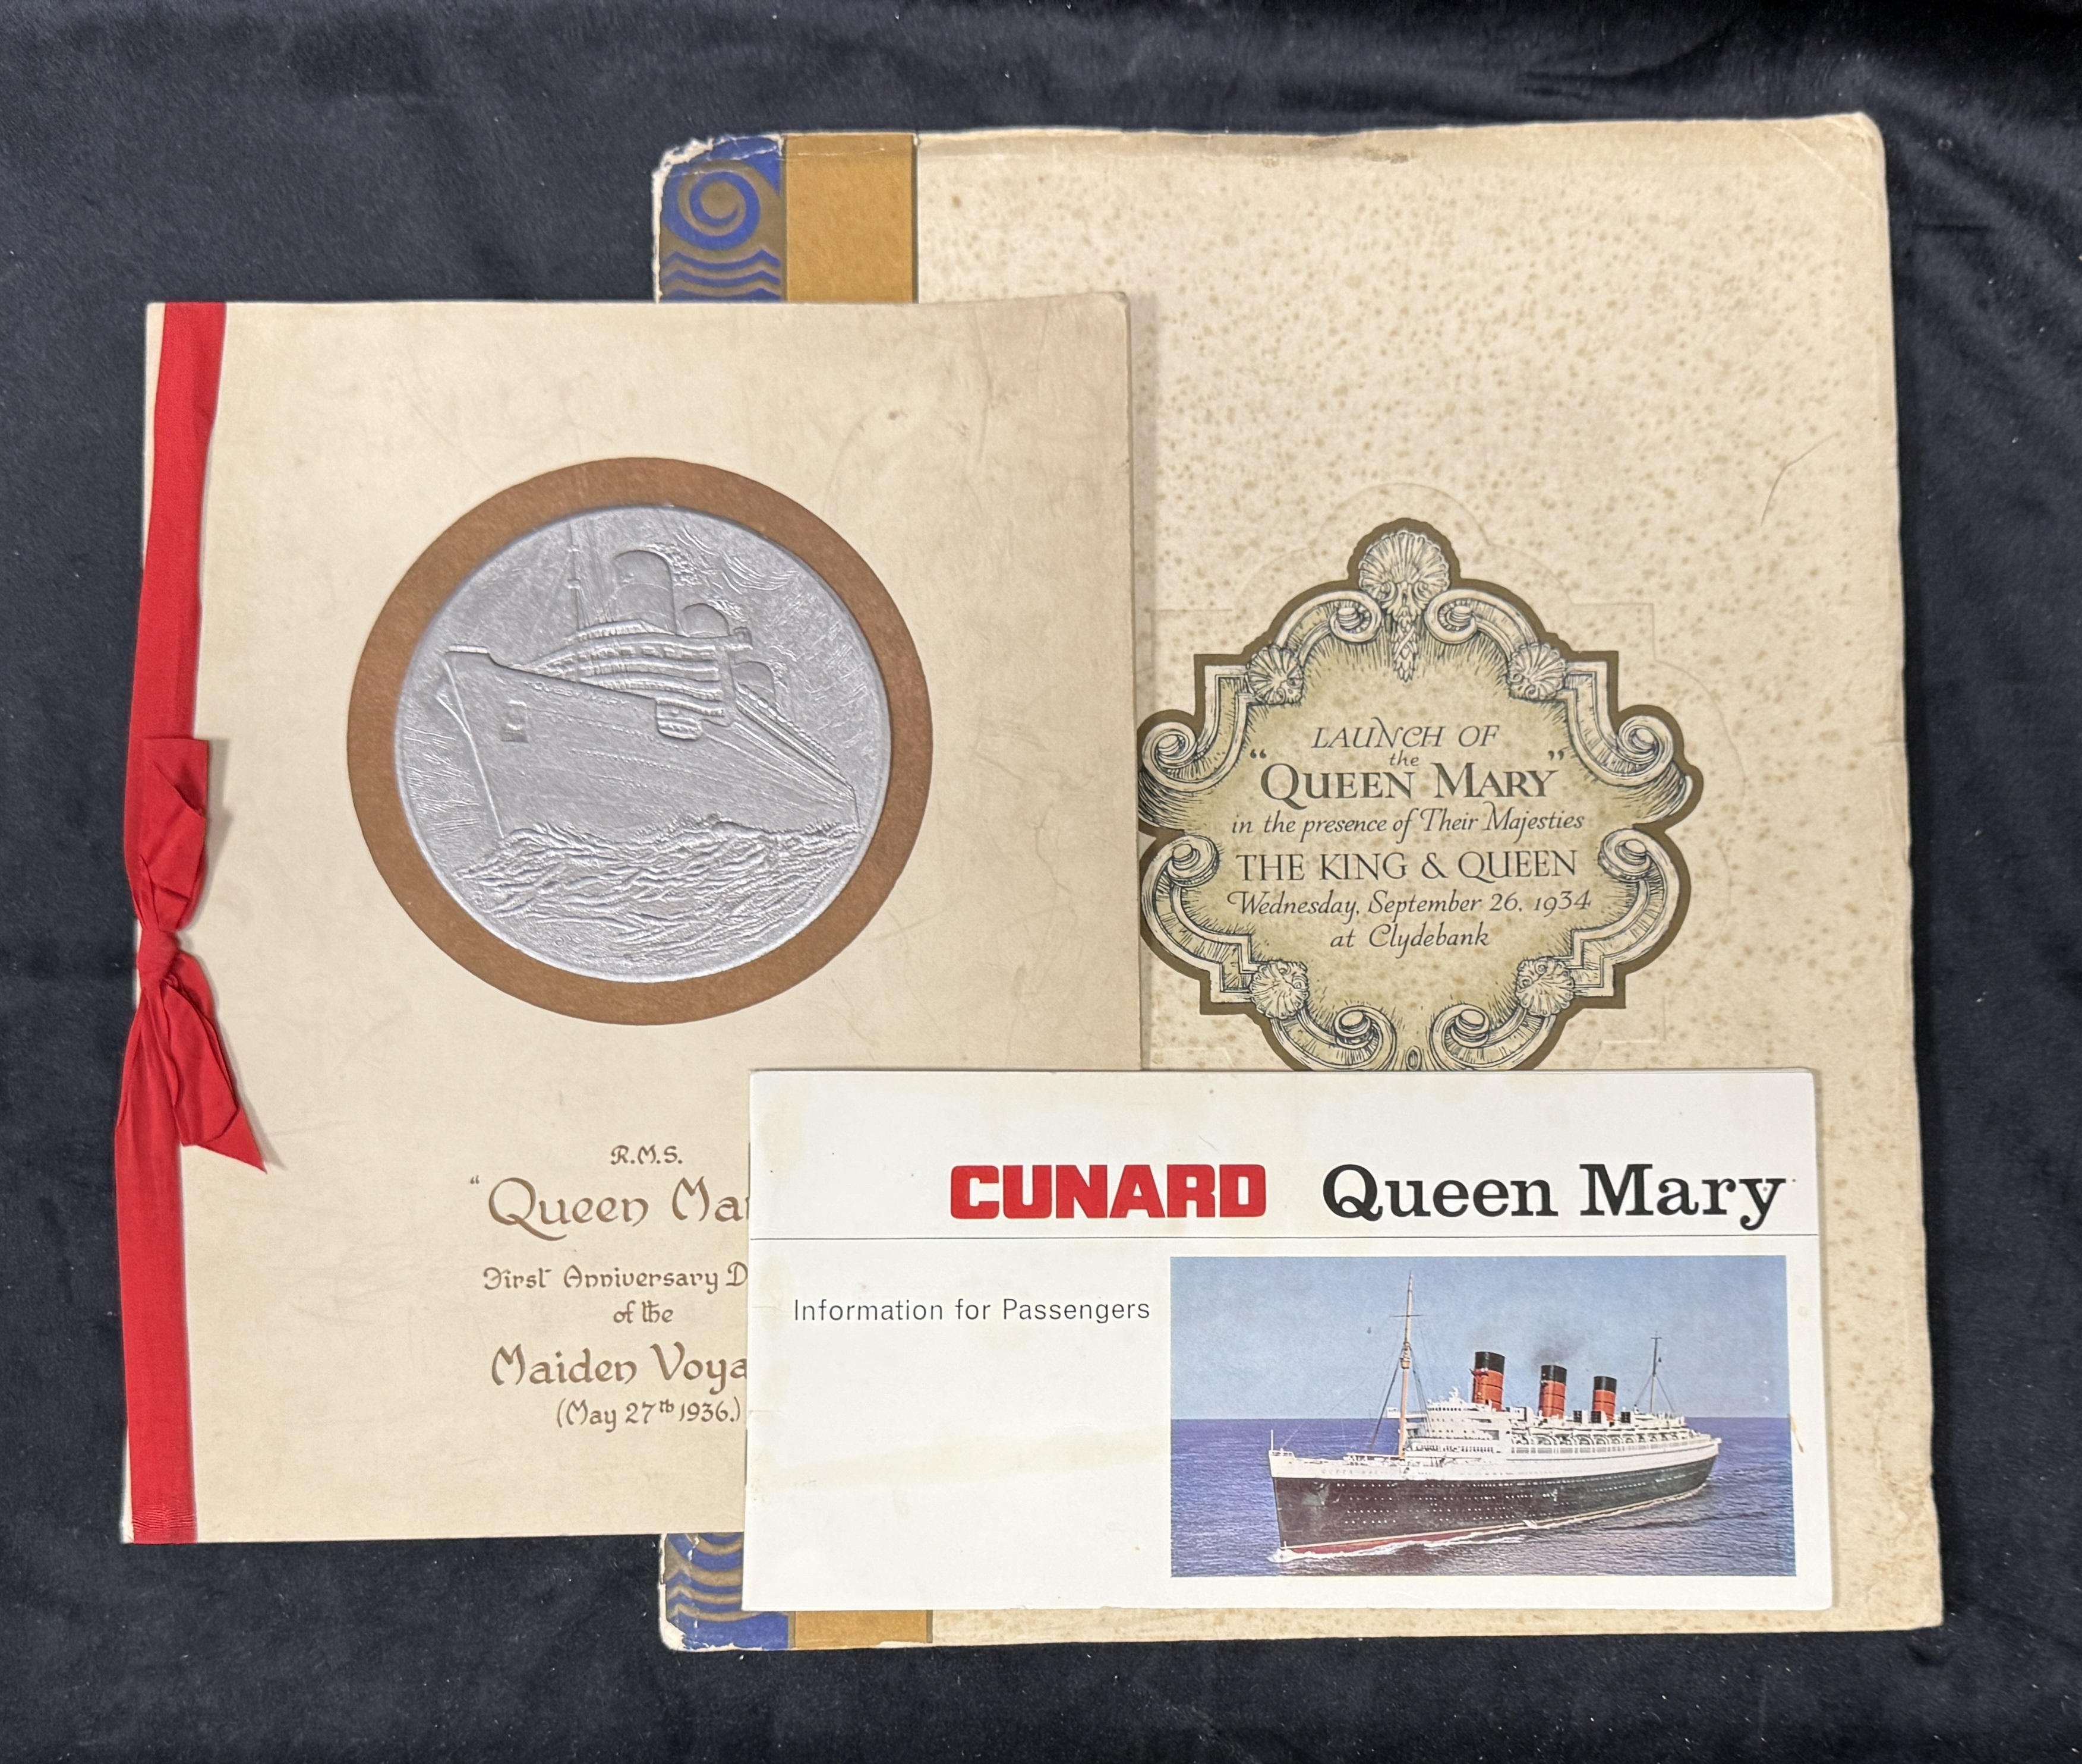 LAUNCH OF
the
"QUEEN MARY"
in the presence of Their Majesties
THE KING & QUEEN
Wednesday, September 26, 1934
at Clydebank
R.M.S.
"Queen Mar
First Anniversary D
of the
Maiden Voya
(May 27th 1936.)
CUNARD Queen Mary
Information for Passengers